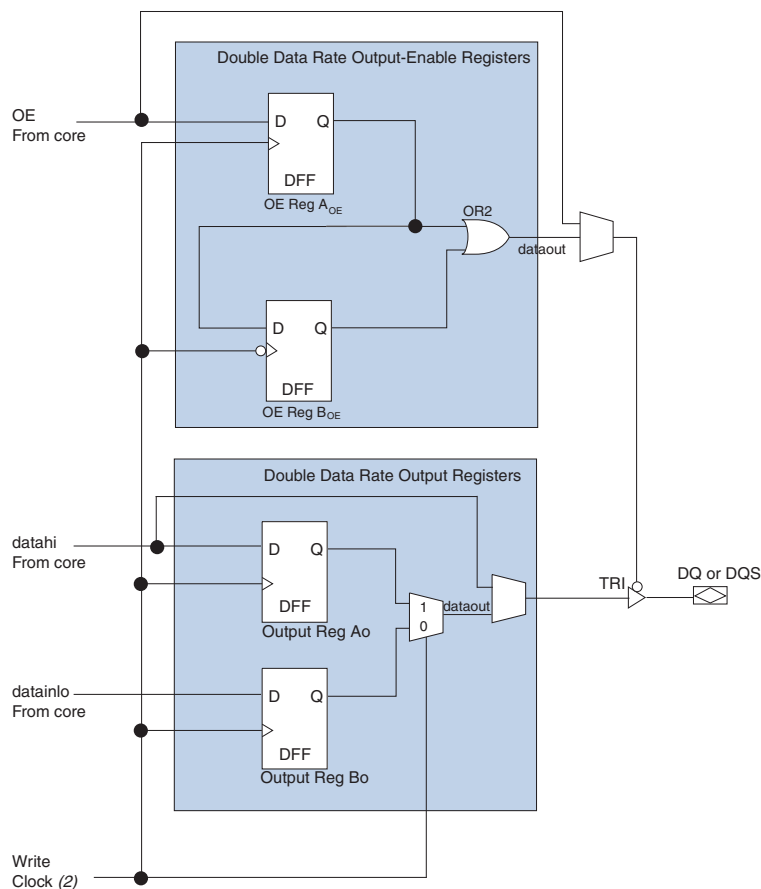 Double Data Rate Output-Enable Registers
OE
From core
D Q
DFF
OE Reg AOE
OR2
dataout
D Q
DFF
OE Reg BOE
Double Data Rate Output Registers
datahi
From core
D Q
DFF
Output Reg Ao
1
0
dataout
TRI
DQ or DQS
datainlo
From core
D Q
DFF
Output Reg Bo
Write
Clock (2)